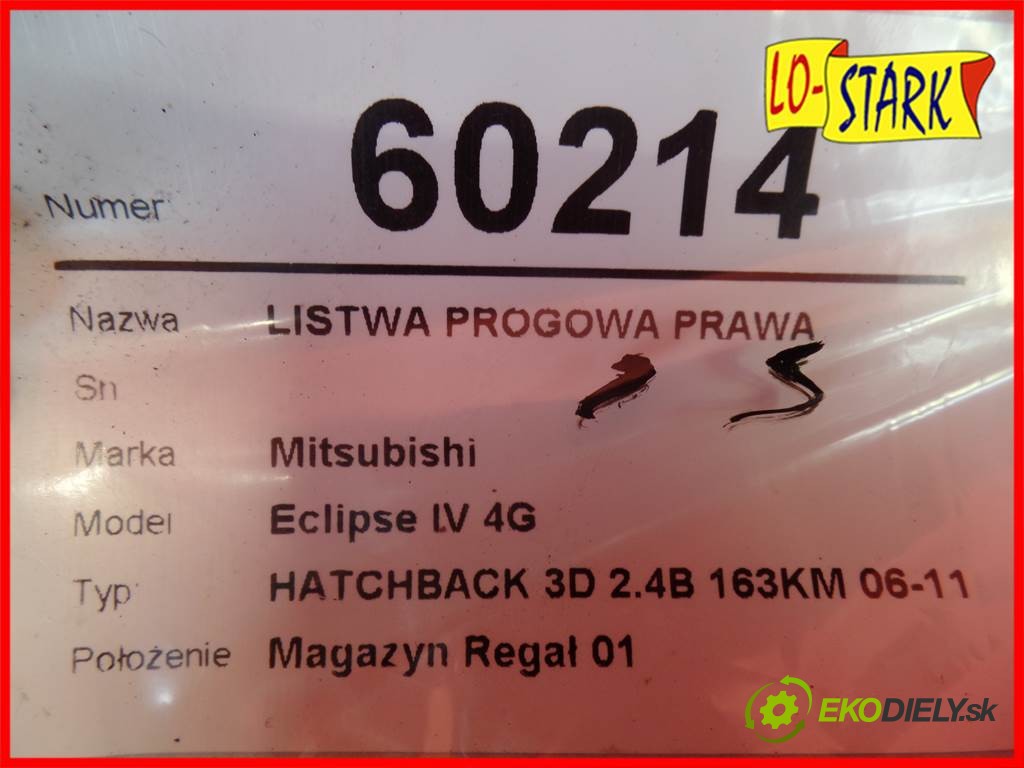 LO-STARK
Numer 60214
Nazwa LISTWA PROGOWA PRAWA
Sn
Marka Mitsubishi
Model Eclipse IV 4G
Typ HATCHBACK 3D 2.4B 163KM 06-11
Położenie Magazyn Regał 01
EKODIELY.sk